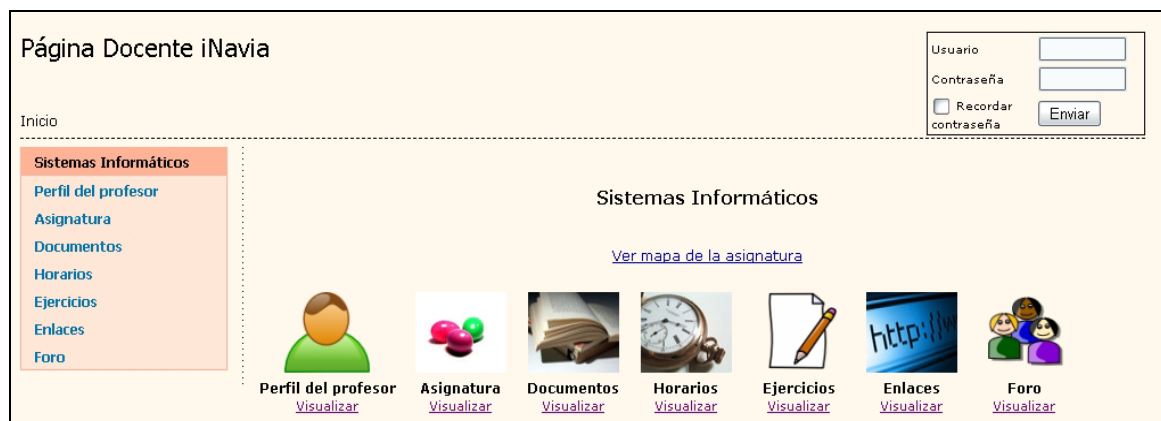 Página Docente iNavia
Usuario
Contraseña
Recordar
contraseña
Enviar
Inicio
Sistemas Informáticos
Perfil del profesor
Asignatura
Documentos
Horarios
Ejercicios
Enlaces
Foro
Sistemas Informáticos
Ver mapa de la asignatura
http://w
Perfil del profesor Asignatura Documentos Horarios Ejercicios Enlaces Foro
Visualizar Visualizar Visualizar Visualizar Visualizar Visualizar Visualizar